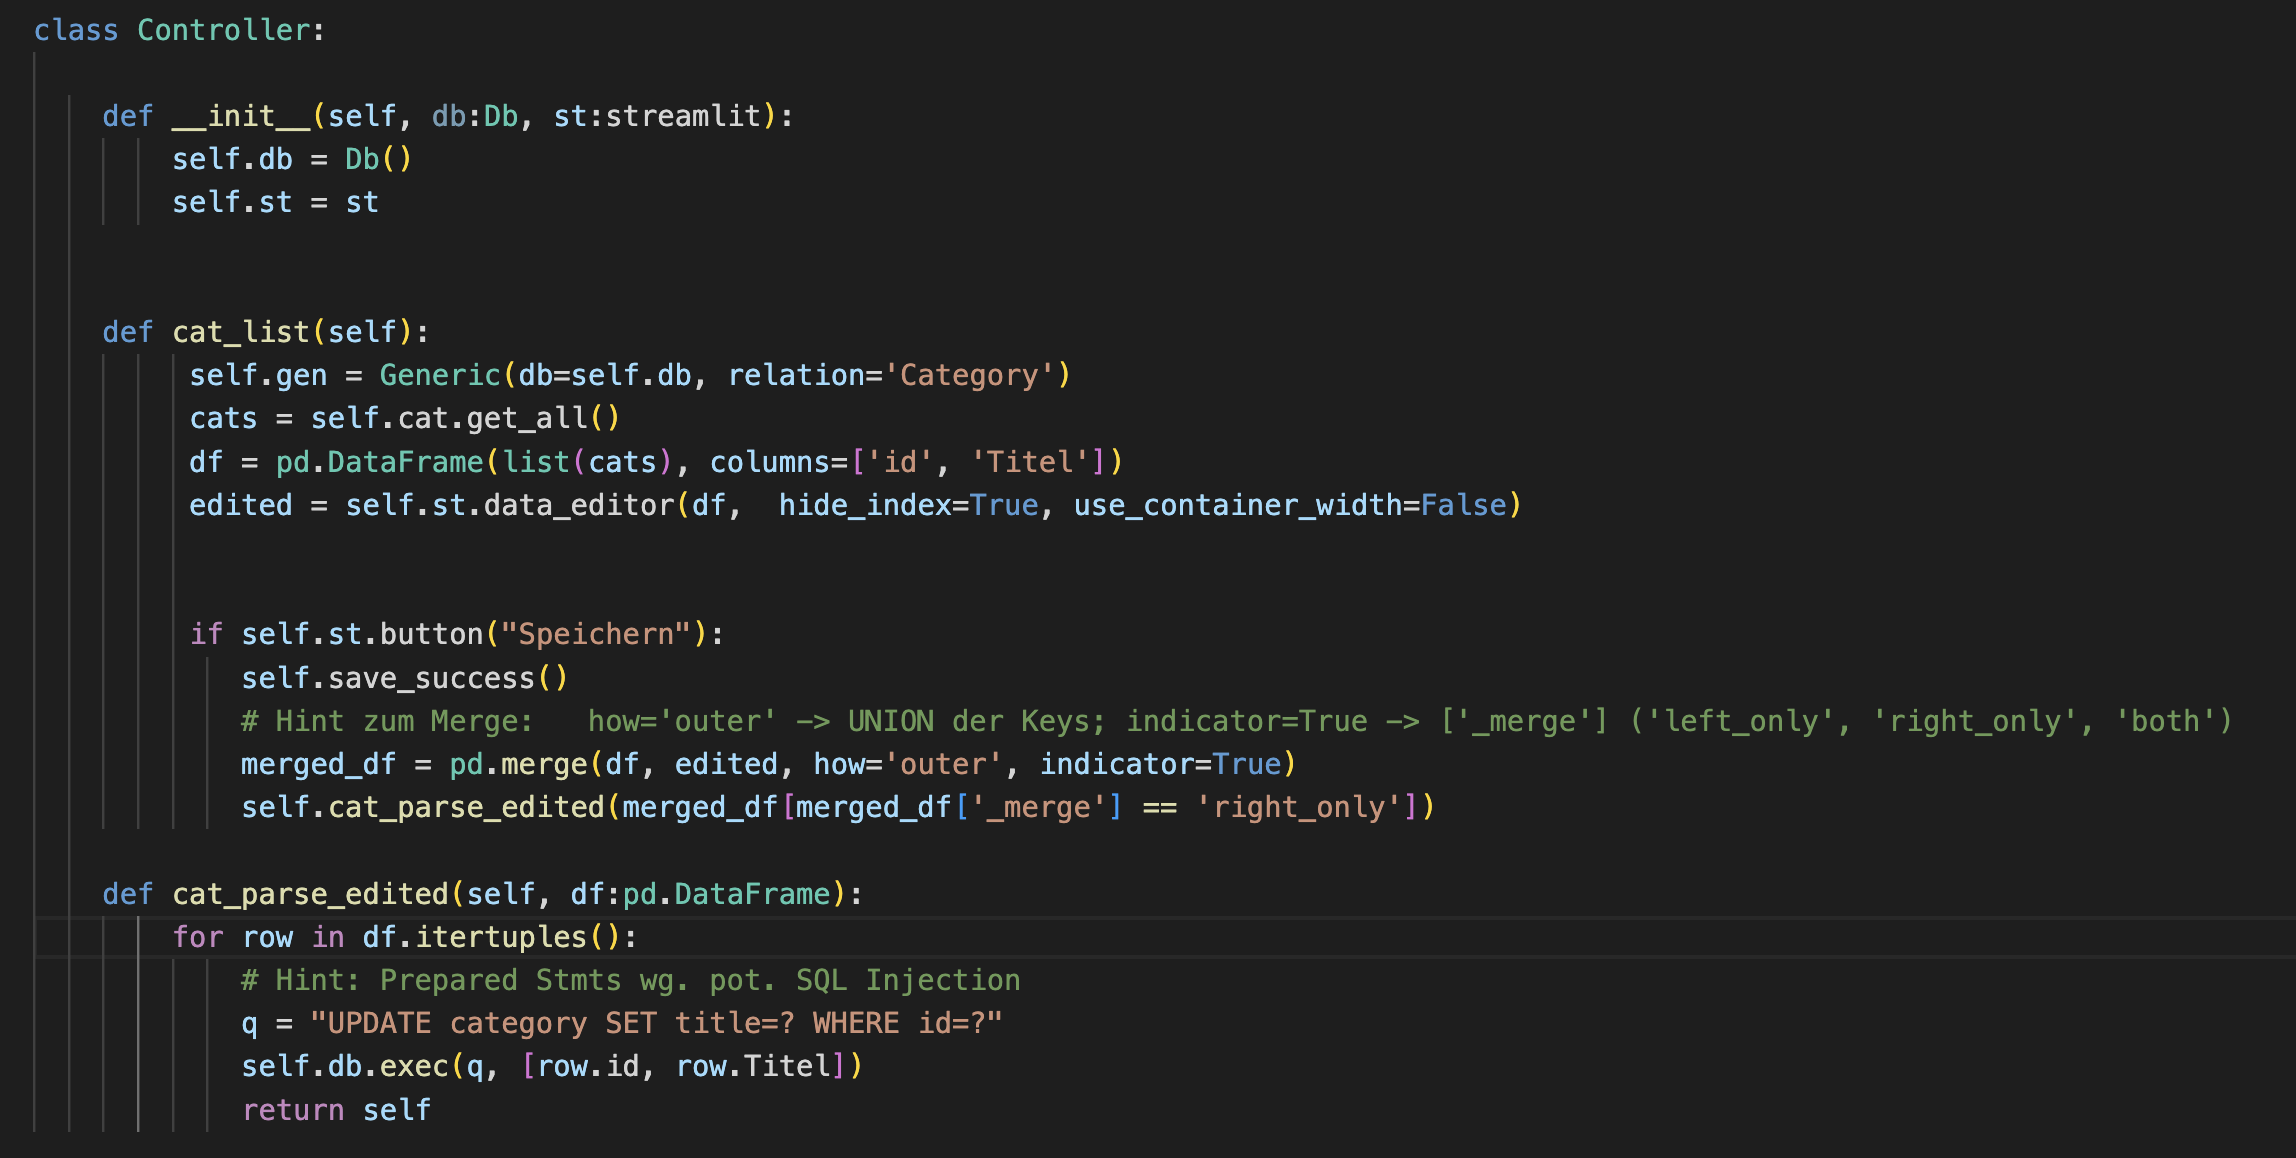 class Controller:
def __init__(self, db:Db, st:streamlit):
self.db = Db()
self.st = st
def cat_list(self):
self.gen = Generic(db=self.db, relation='Category')
cats = self.cat.get_all()
df = pd.DataFrame(list(cats), columns=['id', 'Titel'])
edited = self.st.data_editor(df,  hide_index=True, use_container_width=False)
if self.st.button("Speichern"):
self.save_success()
# Hint zum Merge:   how='outer' -> UNION der Keys; indicator=True -> ['_merge'] ('left_only', 'right_only', 'both')
merged_df = pd.merge(df, edited, how='outer', indicator=True)
self.cat_parse_edited(merged_df[merged_df['_merge'] == 'right_only'])
def cat_parse_edited(self, df:pd.DataFrame):
for row in df.itertuples():
# Hint: Prepared Stmts wg. pot. SQL Injection
q = "UPDATE category SET title=? WHERE id=?"
self.db.exec(q, [row.id, row.Titel])
return self